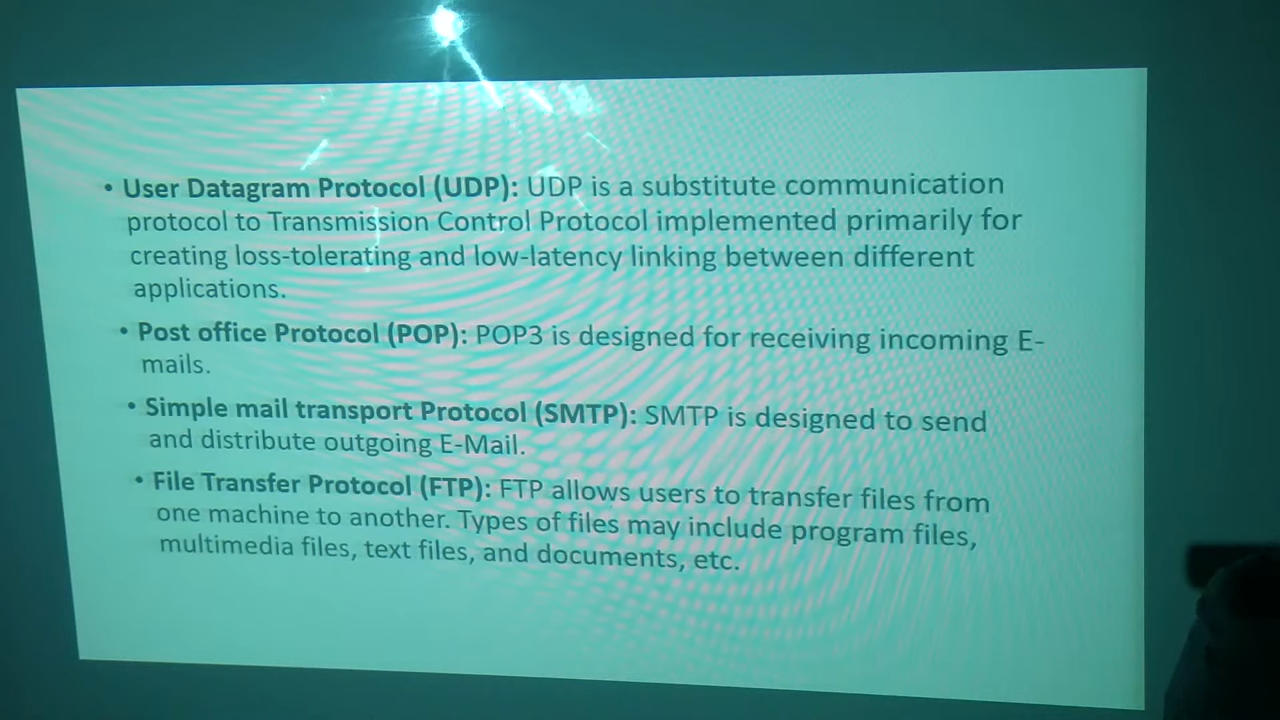 • User Datagram Protocol (UDP): UDP is a substitute communication
protocol to Transmission Control Protocol implemented primarily for
creating loss-tolerating and low-latency linking between different
applications.
• Post office Protocol (POP): POP3 is designed for receiving incoming E-
mails.
• Simple mail transport Protocol (SMTP): SMTP is designed to send
and distribute outgoing E-Mail.
• File Transfer Protocol (FTP): FTP allows users to transfer files from
one machine to another. Types of files may include program files,
multimedia files, text files, and documents, etc.